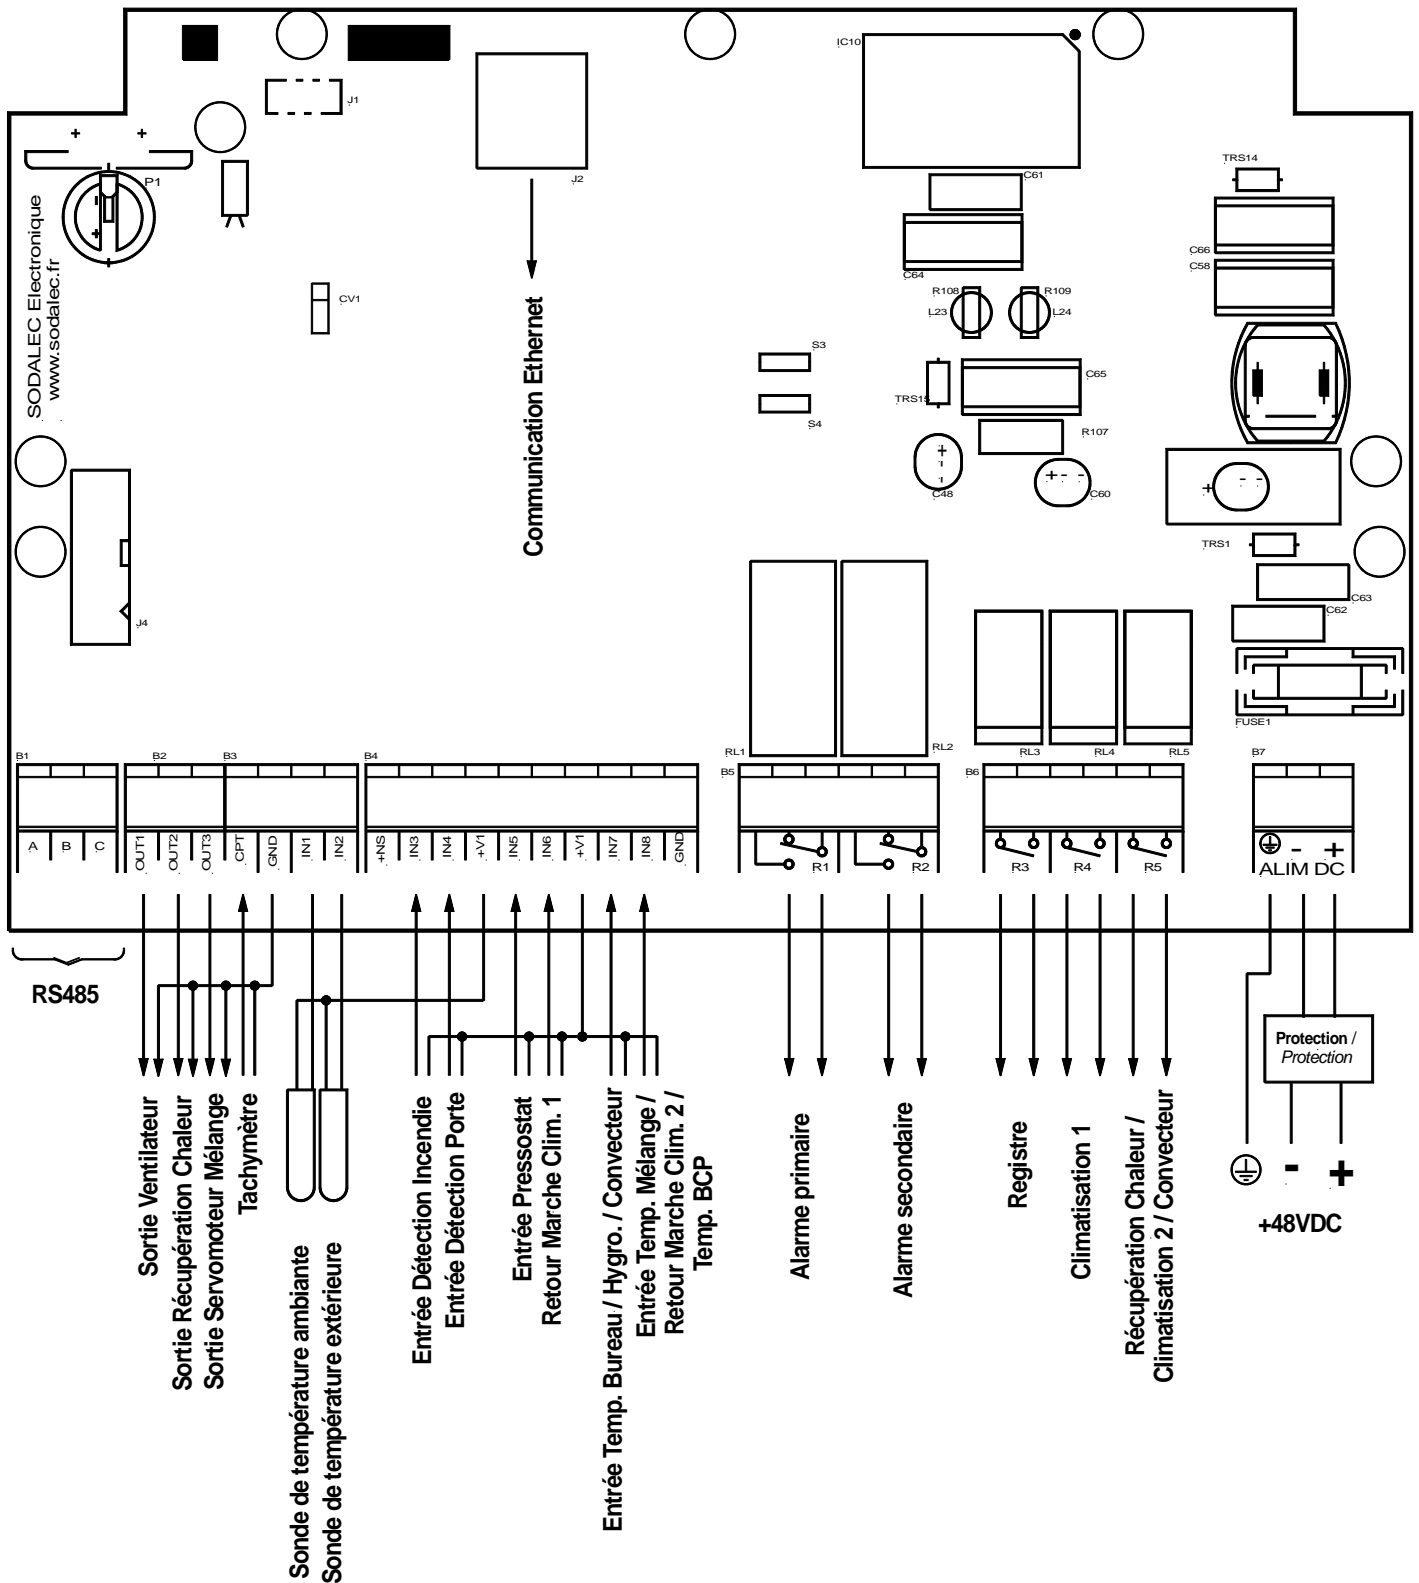 IC10
J1
J2
P1
SODALEC Electronique
www.sodalec.fr
CV1
Communication Ethernet
TRS14
C61
C66
C64
C58
R108
R109
L23
L24
S3
S4
C65
TRS15
R107
C48
C60
TRS1
C63
C62
J4
FUSE1
B1
B2
B3
B4
RL1
RL2
RL3
RL4
RL5
B5
B6
B7
A
B
C
OUT1
OUT2
OUT3
CPT
GND
IN1
IN2
+NS
IN3
IN4
+V1
IN5
IN6
+V1
IN7
IN8
GND
R1
R2
R3
R4
R5
- +
ALIM DC
RS485
Sortie Ventilateur
Sortie Récupération Chaleur
Sortie Servomoteur Mélange
Tachymètre
Sonde de température ambiante
Sonde de température extérieure
Entrée Détection Incendie
Entrée Détection Porte
Entrée Pressostat
Retour Marche Clim. 1
Entrée Temp. Bureau / Hygro. / Convecteur
Entrée Temp. Mélange /
Retour Marche Clim. 2 /
Temp. BCP
Alarme primaire
Alarme secondaire
Registre
Climatisation 1
Récupération Chaleur /
Climatisation 2 / Convecteur
Protection /
Protection
- +
+48VDC